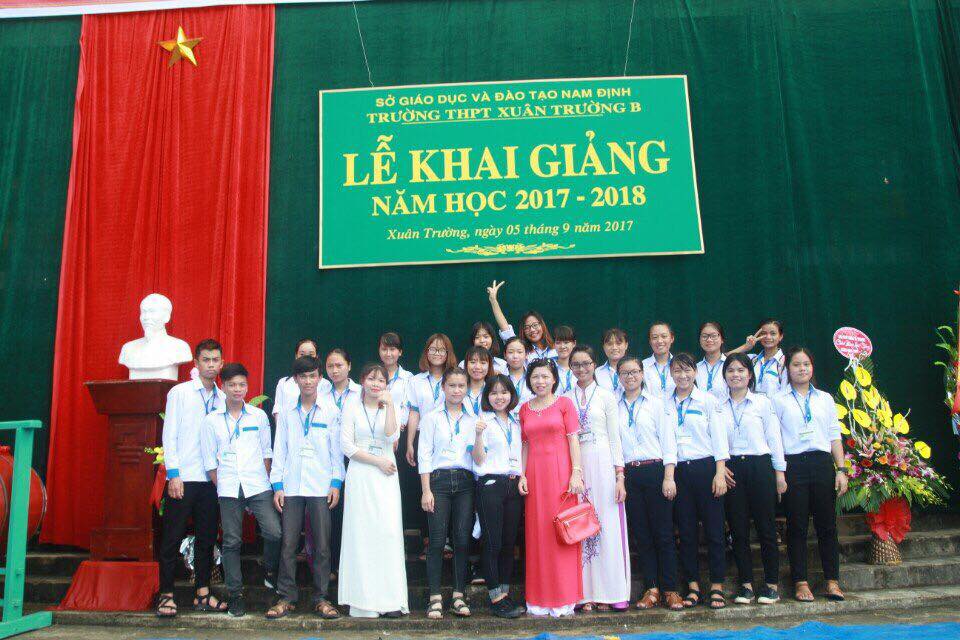 SỞ GIÁO DỤC VÀ ĐÀO TẠO NAM ĐỊNH
TRƯỜNG THPT XUÂN TRƯỜNG B
LỄ KHAI GIẢNG
NĂM HỌC 2017 - 2018
Xuân Trường, ngày 05 tháng 9 năm 2017